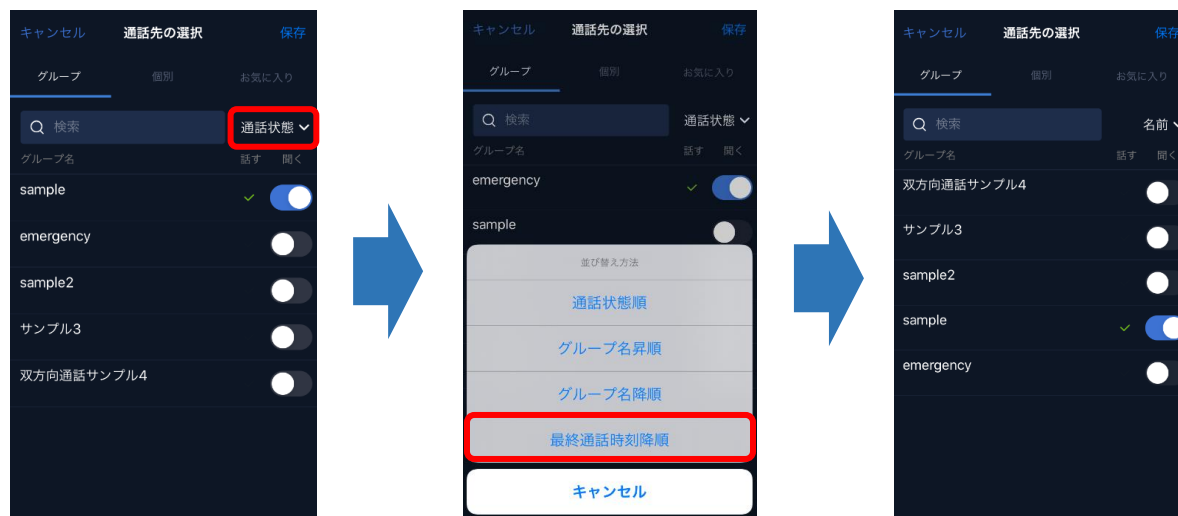 キャンセル 通話先の選択 保存
グループ 個別 お気に入り
検索 通話状態
グループ名 話す 聞く
sample
emergency
sample2
サンプル3
双方向通話サンプル4
キャンセル 通話先の選択 保存
グループ 個別 お気に入り
検索 通話状態
グループ名 話す 聞く
emergency
sample
並び替え方法
通話状態順
グループ名昇順
グループ名降順
最終通話時刻降順
キャンセル
キャンセル 通話先の選択 保存
グループ 個別 お気に入り
検索 名前
グループ名 話す 聞く
双方向通話サンプル4
サンプル3
sample2
sample
emergency